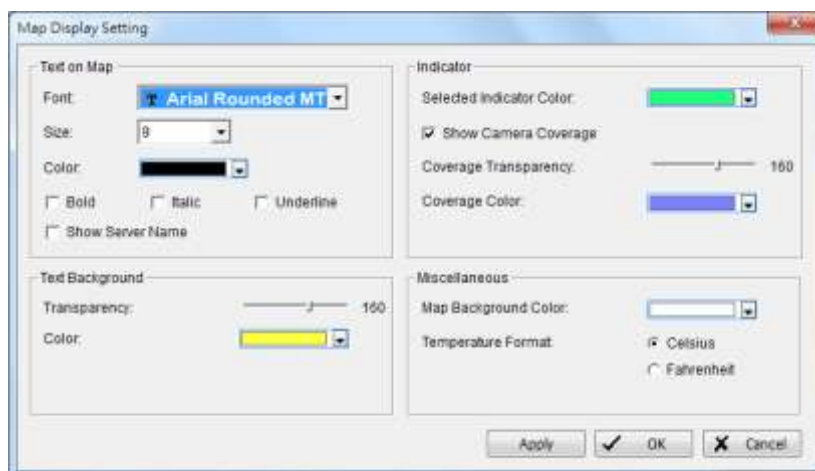 Map Display Setting
Text on Map
Font:
Arial Rounded MT
Size:
8
Color:
Bold
Italic
Underline
Show Server Name
Text Background
Transparency:
160
Color:
Indicator
Selected Indicator Color:
Show Camera Coverage
Coverage Transparency:
160
Coverage Color:
Miscellaneous
Map Background Color:
Temperature Format
Celsius
Fahrenheit
Apply
OK
Cancel